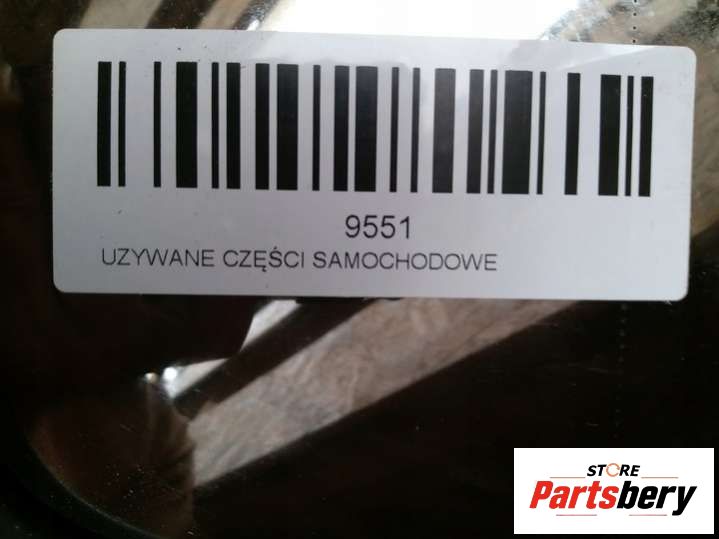 9551
UZYWANE CZĘŚCI SAMOCHODOWE
STORE
Partsbery